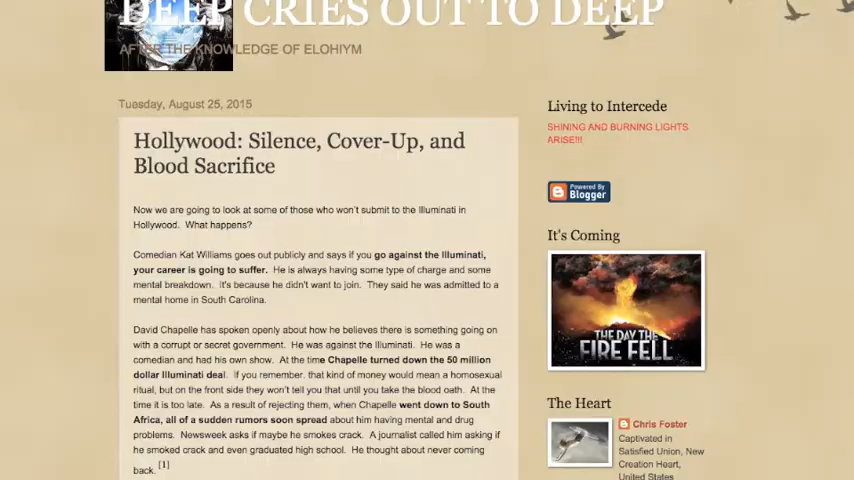 DEEP CRIES OUT TO DEEP
AFTER THE KNOWLEDGE OF ELOHIYM
Tuesday, August 25, 2015
Hollywood: Silence, Cover-Up, and
Blood Sacrifice
Now we are going to look at some of those who won't submit to the Illuminati in
Hollywood. What happens?
Comedian Kat Williams goes out publicly and says if you go against the Illuminati,
your career is going to suffer. He is always having some type of charge and some
mental breakdown. It's because he didn't want to join. They said he was admitted to a
mental home in South Carolina.
David Chapelle has spoken openly about how he believes there is something going on
with a corrupt or secret government. He was against the Illuminati. He was a
comedian and had his own show. At the time Chapelle turned down the 50 million
dollar Illuminati deal. If you remember, that kind of money would mean a homosexual
ritual, but on the front side they won't tell you that until you take the blood oath. At the
time it is too late. As a result of rejecting them, when Chapelle went down to South
Africa, all of a sudden rumors soon spread about him having mental and drug
problems. Newsweek asks if maybe he smokes crack. A journalist called him asking if
he smoked crack and even graduated high school. He thought about never coming
back. [1]
Living to Intercede
SHINING AND BURNING LIGHTS
ARISE!!!
Powered By
Blogger
It's Coming
THE DAY THE
FIRE FELL
The Heart
Chris Foster
Captivated in
Satisfied Union, New
Creation Heart,
United States